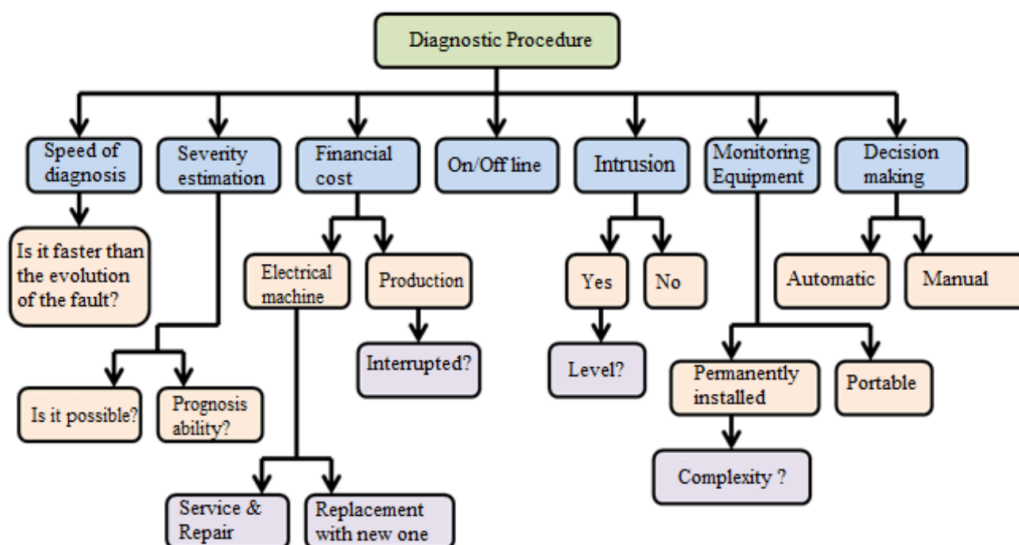 Diagnostic Procedure
Speed of
diagnosis
Severity
estimation
Financial
cost
On/Off line
Intrusion
Monitoring
Equipment
Decision
making
Is it faster than
the evolution
of the fault?
Electrical
machine
Production
Yes
No
Automatic
Manual
Interrupted?
Level?
Permanently
installed
Portable
Is it possible?
Prognosis
ability?
Complexity ?
Service &
Repair
Replacement
with new one